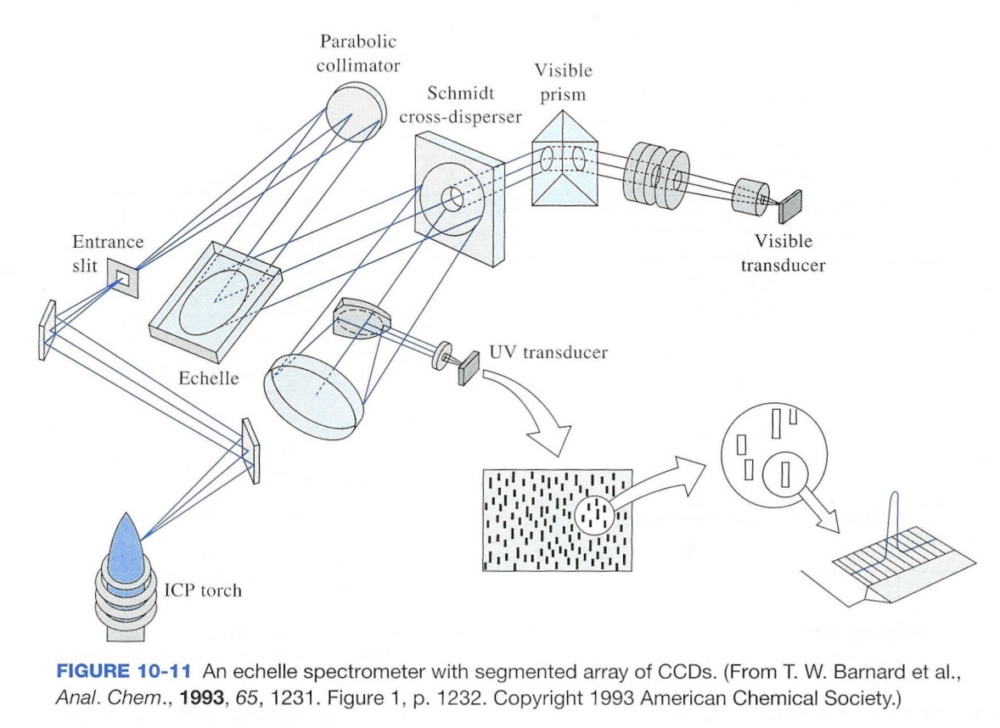 Parabolic
collimator
Visible
prism
Schmidt
cross-disperser
Entrance
slit
Visible
transducer
Echelle
UV transducer
ICP torch
FIGURE 10-11 An echelle spectrometer with segmented array of CCDs. (From T. W. Barnard et al.,
Anal. Chem., 1993, 65, 1231. Figure 1, p. 1232. Copyright 1993 American Chemical Society.)